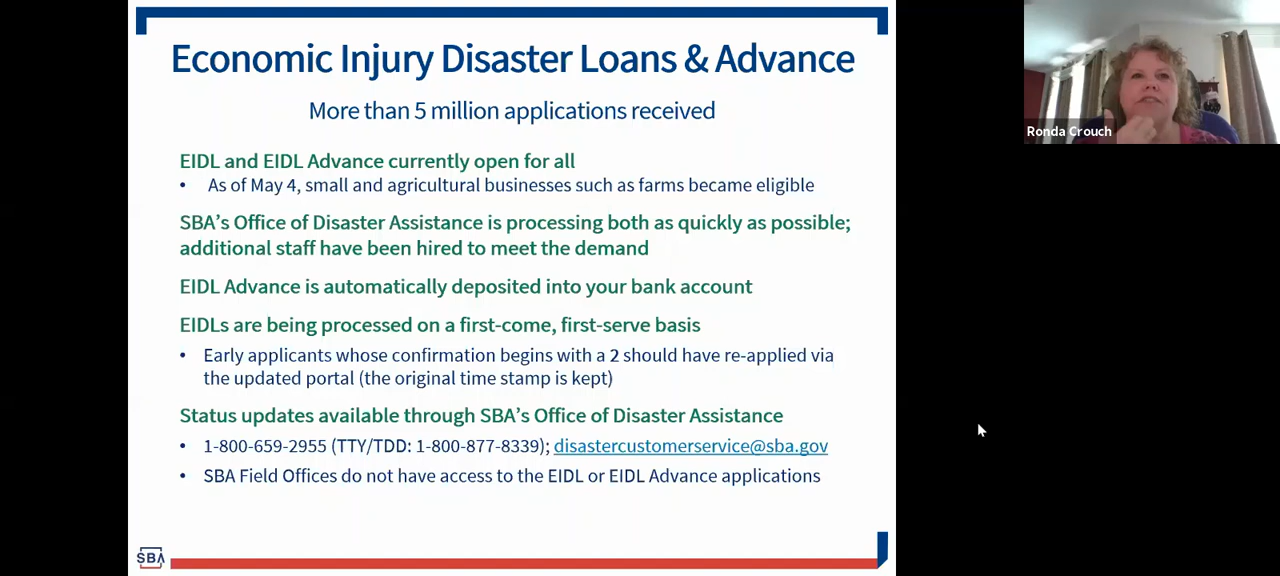 Economic Injury Disaster Loans & Advance
More than 5 million applications received
EIDL and EIDL Advance currently open for all
• As of May 4, small and agricultural businesses such as farms became eligible
SBA's Office of Disaster Assistance is processing both as quickly as possible;
additional staff have been hired to meet the demand
EIDL Advance is automatically deposited into your bank account
EIDLs are being processed on a first-come, first-serve basis
• Early applicants whose confirmation begins with a 2 should have re-applied via
the updated portal (the original time stamp is kept)
Status updates available through SBA's Office of Disaster Assistance
• 1-800-659-2955 (TTY/TDD: 1-800-877-8339); disastercustomerservice@sba.gov
• SBA Field Offices do not have access to the EIDL or EIDL Advance applications
SBA
Ronda Crouch